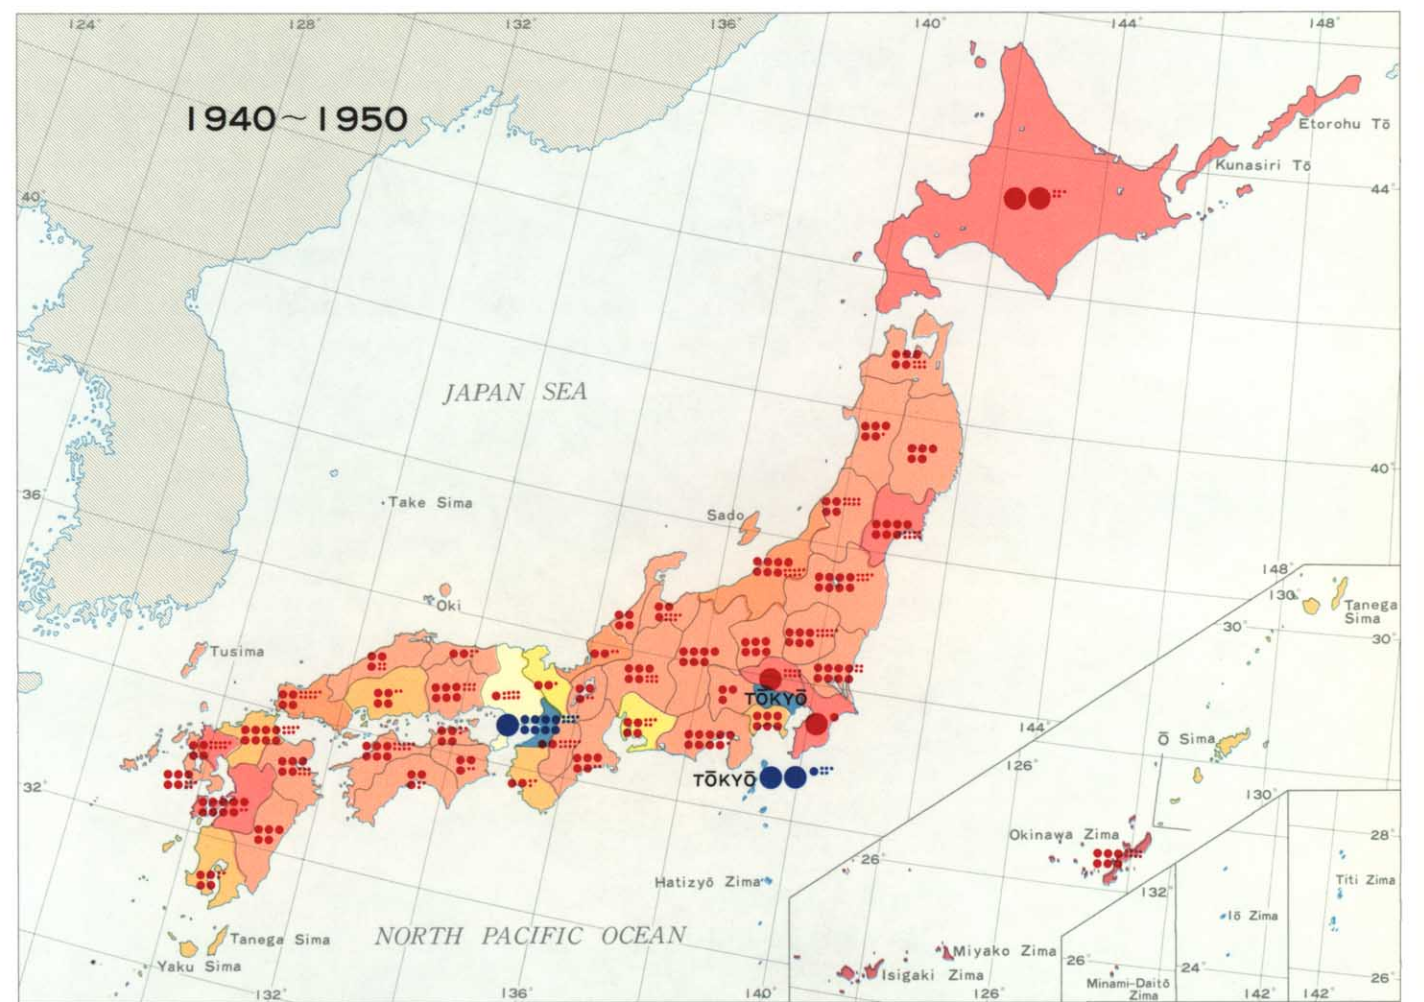 124° 128° 132° 136° 140° 144° 148°
1940~1950
Etorohu Tō
Kunasiri Tō
40°
44°
JAPAN SEA
40°
36°
Take Sima
Sado
148°
130°
Tanega
Sima
Oki
30°
30°
Tusima
TŌKYŌ
144°
Ō Sima
126°
TŌKYŌ
32°
130°
Okinawa Zima
28°
26°
Hatizyō Zima
132°
Titi Zima
Iō Zima
Tanega Sima
NORTH PACIFIC OCEAN
Miyako Zima
Yaku Sima
Isigaki Zima
26°
24°
26°
Minami-Daitō
Zima
132° 136° 140° 126° 142° 142°